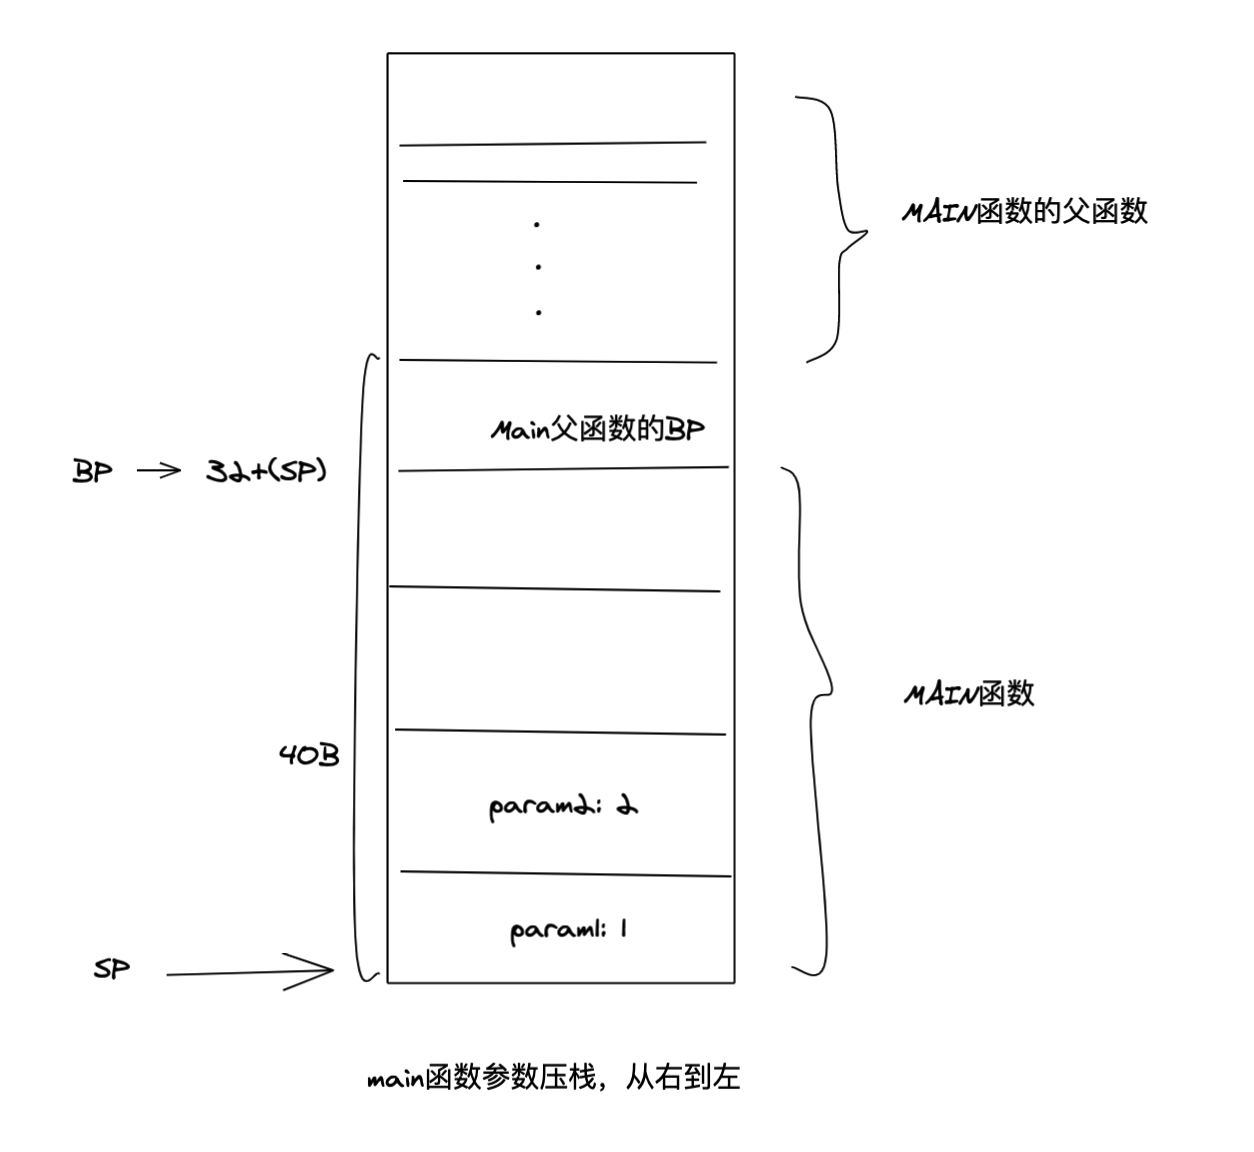 MAIN函数的父函数
Main父函数的BP
BP → 32+(SP)
MAIN函数
40B
param2: 2
param1: 1
SP
main函数参数压栈，从右到左